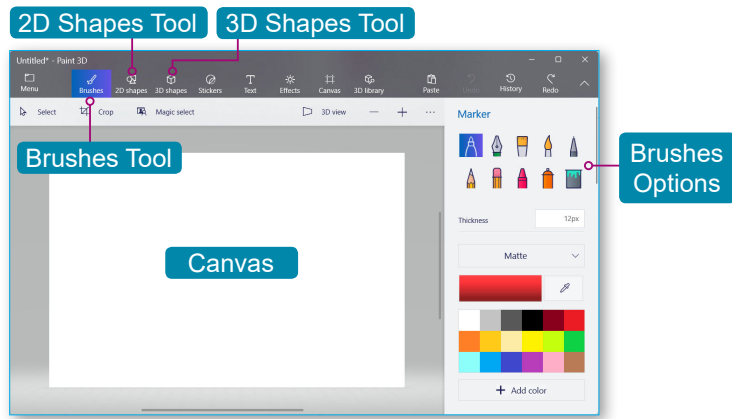 2D Shapes Tool
3D Shapes Tool
Untitled* - Paint 3D
Menu
Brushes
2D shapes
3D shapes
Stickers
Text
Effects
Canvas
3D library
Paste
Undo
History
Redo
Select
Crop
Magic select
3D view
Marker
Brushes Tool
Brushes
Options
Thickness
12px
Canvas
Matte
Add color